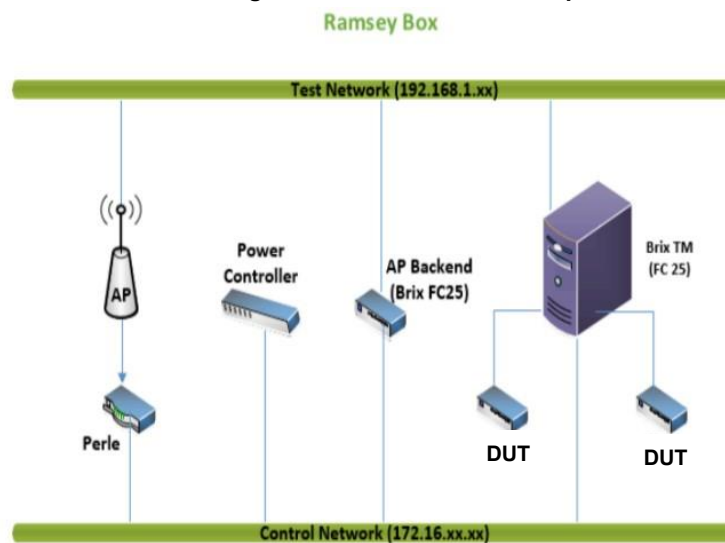 Ramsey Box
Test Network (192.168.1.xx)
AP
Power
Controller
AP Backend
(Brix FC25)
Brix TM
(FC 25)
Perle
DUT
DUT
Control Network (172.16.xx.xx)